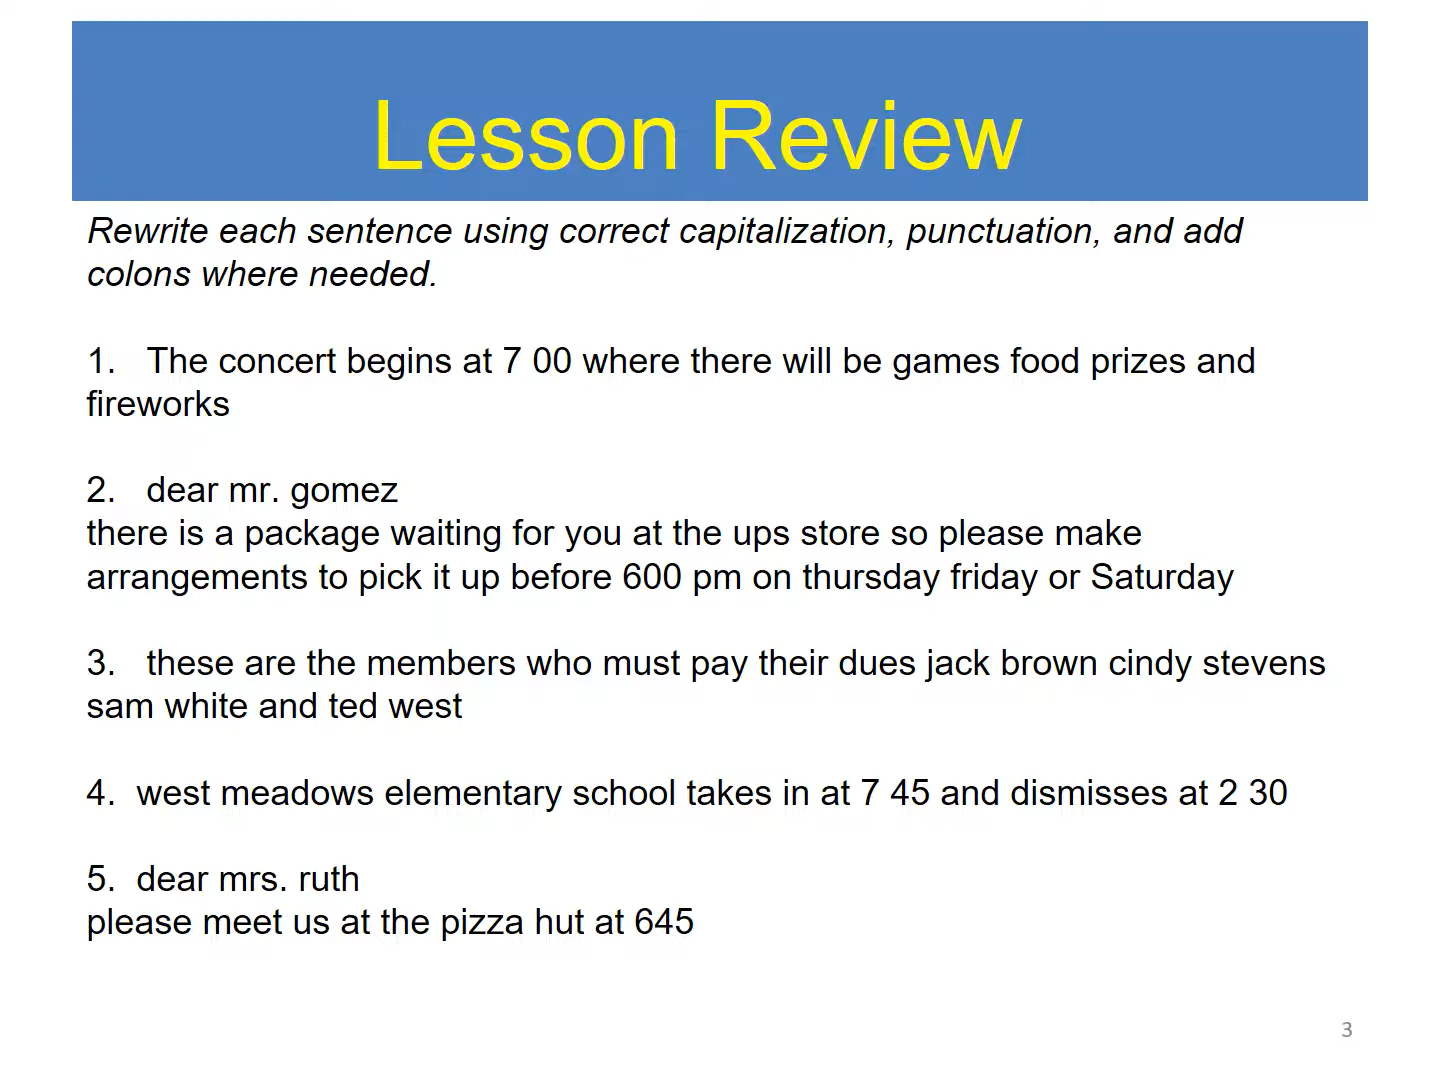 Lesson Review
Rewrite each sentence using correct capitalization, punctuation, and add
colons where needed.
1. The concert begins at 7 00 where there will be games food prizes and
fireworks
2. dear mr. gomez
there is a package waiting for you at the ups store so please make
arrangements to pick it up before 600 pm on thursday friday or Saturday
3. these are the members who must pay their dues jack brown cindy stevens
sam white and ted west
4. west meadows elementary school takes in at 7 45 and dismisses at 2 30
5. dear mrs. ruth
please meet us at the pizza hut at 645
3